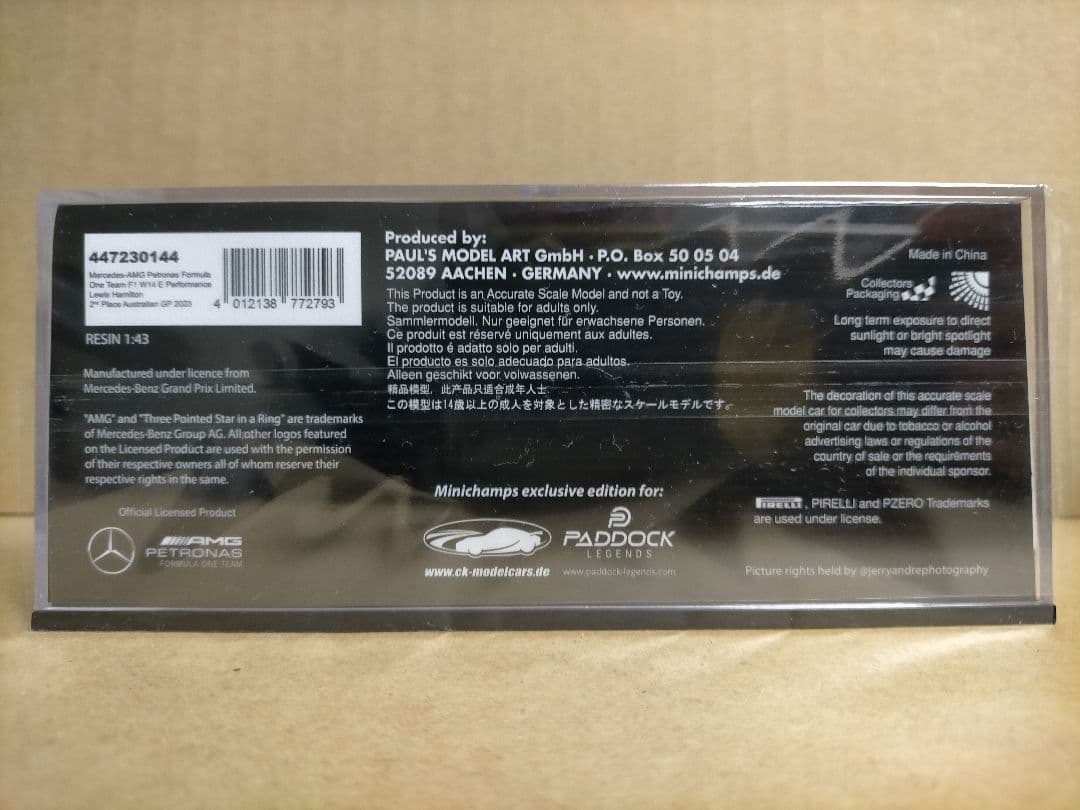 447230144
Mercedes-AMG Petronas Formula
One Team F1 W14 E Performance
Lewis Hamilton
2nd Place Australian GP 2023
4 012138 772793
RESIN 1:43
Manufactured under licence from
Mercedes-Benz Grand Prix Limited.
"AMG" and "Three Pointed Star in a Ring" are trademarks
of Mercedes-Benz Group AG. All other logos featured
on the Licensed Product are used with the permission
of their respective owners all of whom reserve their
respective rights in the same.
Official Licensed Product
AMG
PETRONAS
FORMULA ONE TEAM
Produced by:
PAUL'S MODEL ART GmbH · P.O. Box 50 05 04
52089 AACHEN · GERMANY · www.minichamps.de
This Product is an Accurate Scale Model and not a Toy.
The product is suitable for adults only.
Sammlermodell. Nur geeignet für erwachsene Personen.
Ce produit est réservé uniquement aux adultes.
Il prodotto é adatto solo per adulti.
El producto es solo adecuado para adultos.
Alleen geschikt voor volwassenen.
精品模型，此产品只适合成年人士
この模型は14歳以上の成人を対象とした精密なスケールモデルです。
Minichamps exclusive edition for:
www.ck-modelcars.de
PADDOCK
LEGENDS
www.paddock-legends.com
Made in China
Collectors
Packaging
Long term exposure to direct
sunlight or bright spotlight
may cause damage
The decoration of this accurate scale
model car for collectors may differ from the
original car due to tobacco or alcohol
advertising laws or regulations of the
country of sale or the requirements
of the individual sponsor.
PIRELLI, PIRELLI and PZERO Trademarks
are used under license.
Picture rights held by @jerryandrephotography